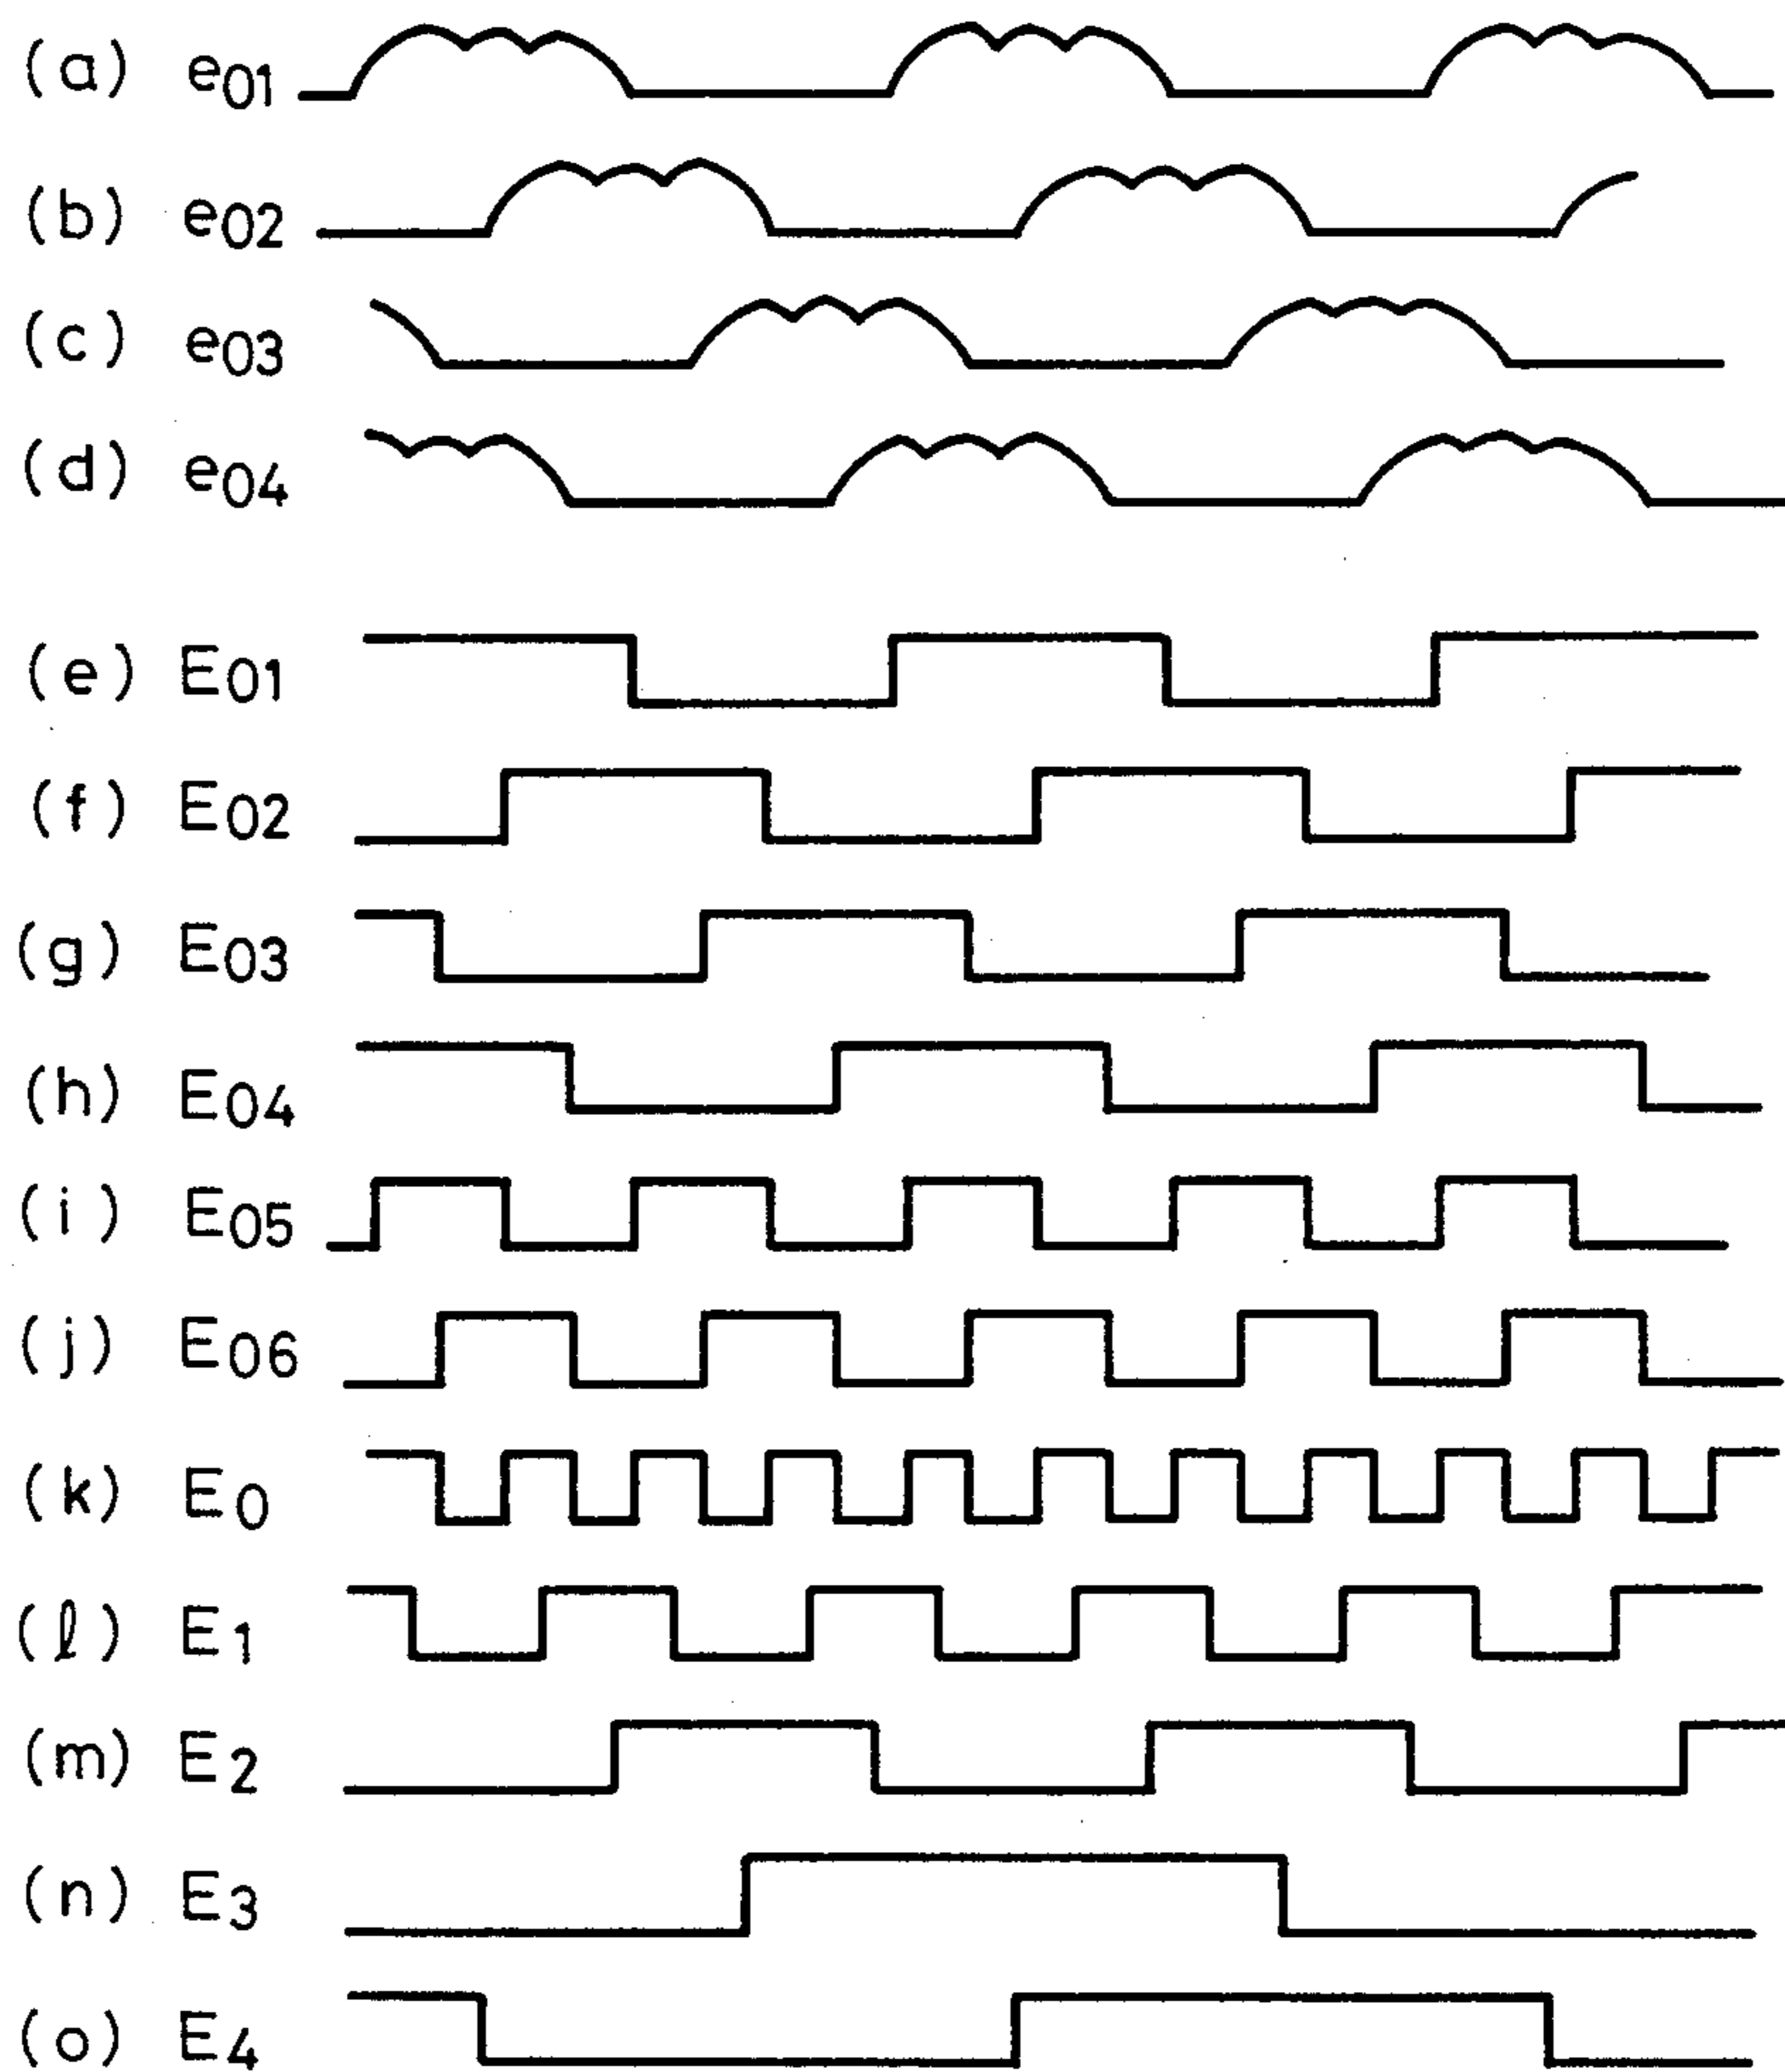 (a) e01
(b) e02
(c) e03
(d) e04
(e) E01
(f) E02
(g) E03
(h) E04
(i) E05
(j) E06
(k) E0
(l) E1
(m) E2
(n) E3
(o) E4